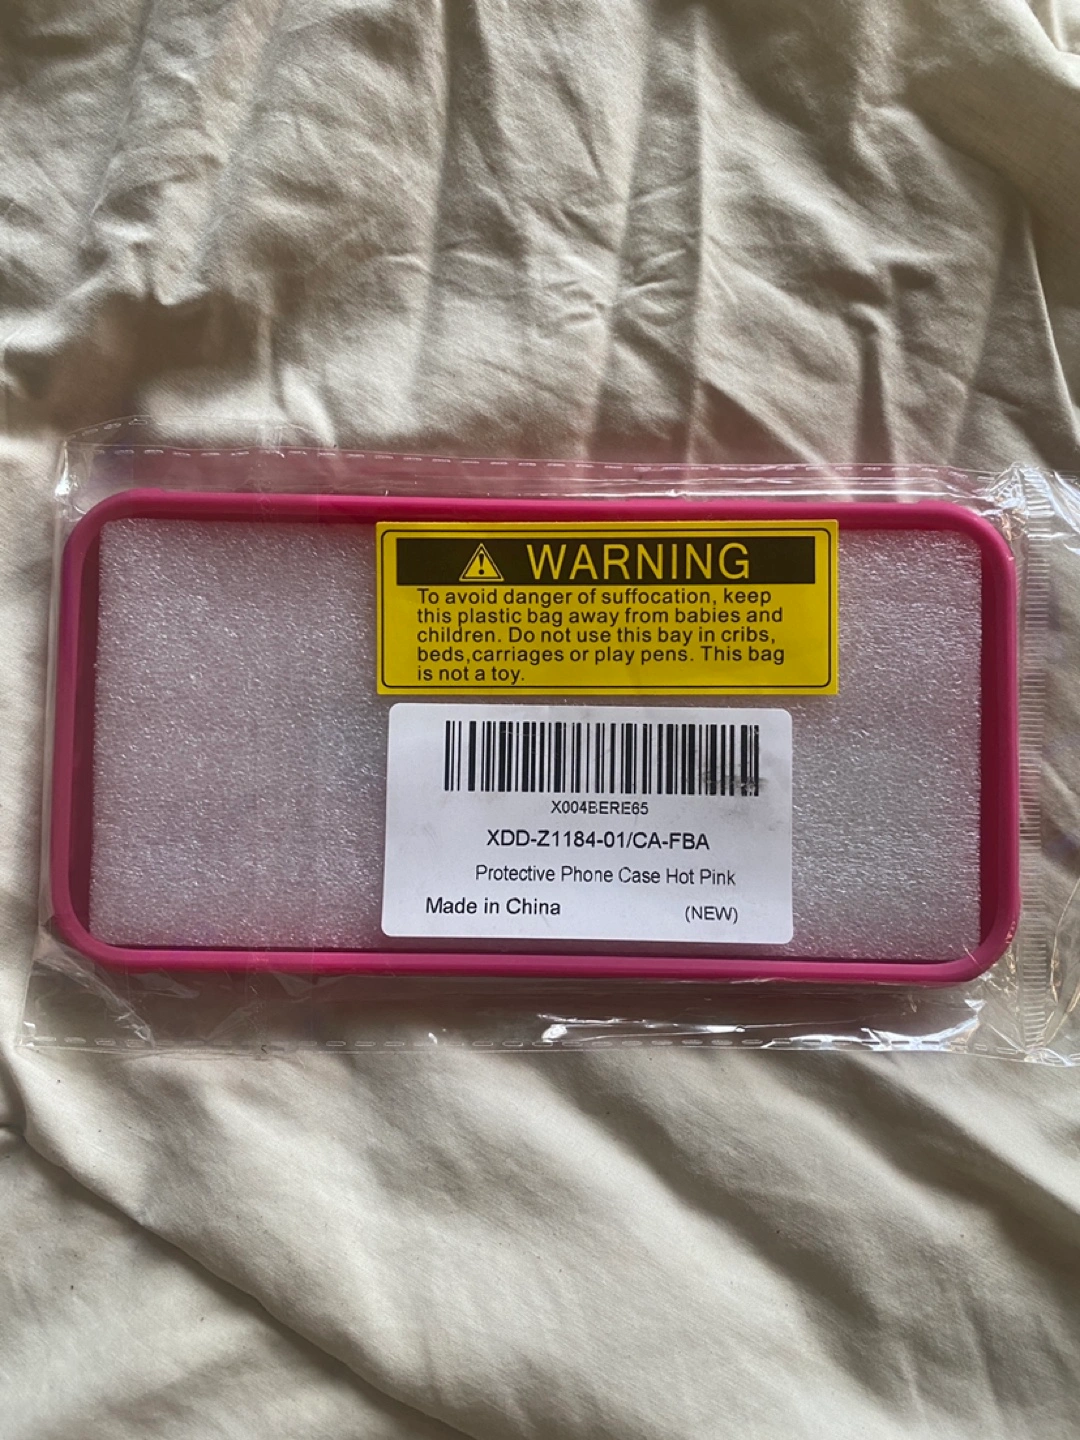 WARNING
To avoid danger of suffocation, keep
this plastic bag away from babies and
children. Do not use this bay in cribs,
beds,carriages or play pens. This bag
is not a toy.
X004BERE65
XDD-Z1184-01/CA-FBA
Protective Phone Case Hot Pink
Made in China
(NEW)